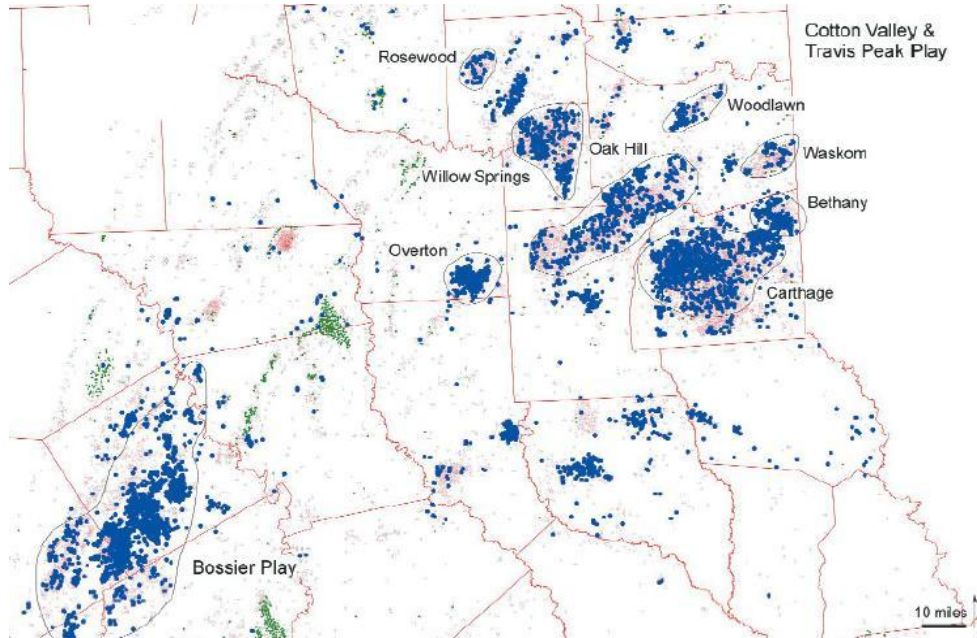 Cotton Valley &
Travis Peak Play
Rosewood
Woodlawn
Oak Hill
Waskom
Willow Springs
Bethany
Overton
Carthage
Bossier Play
10 miles